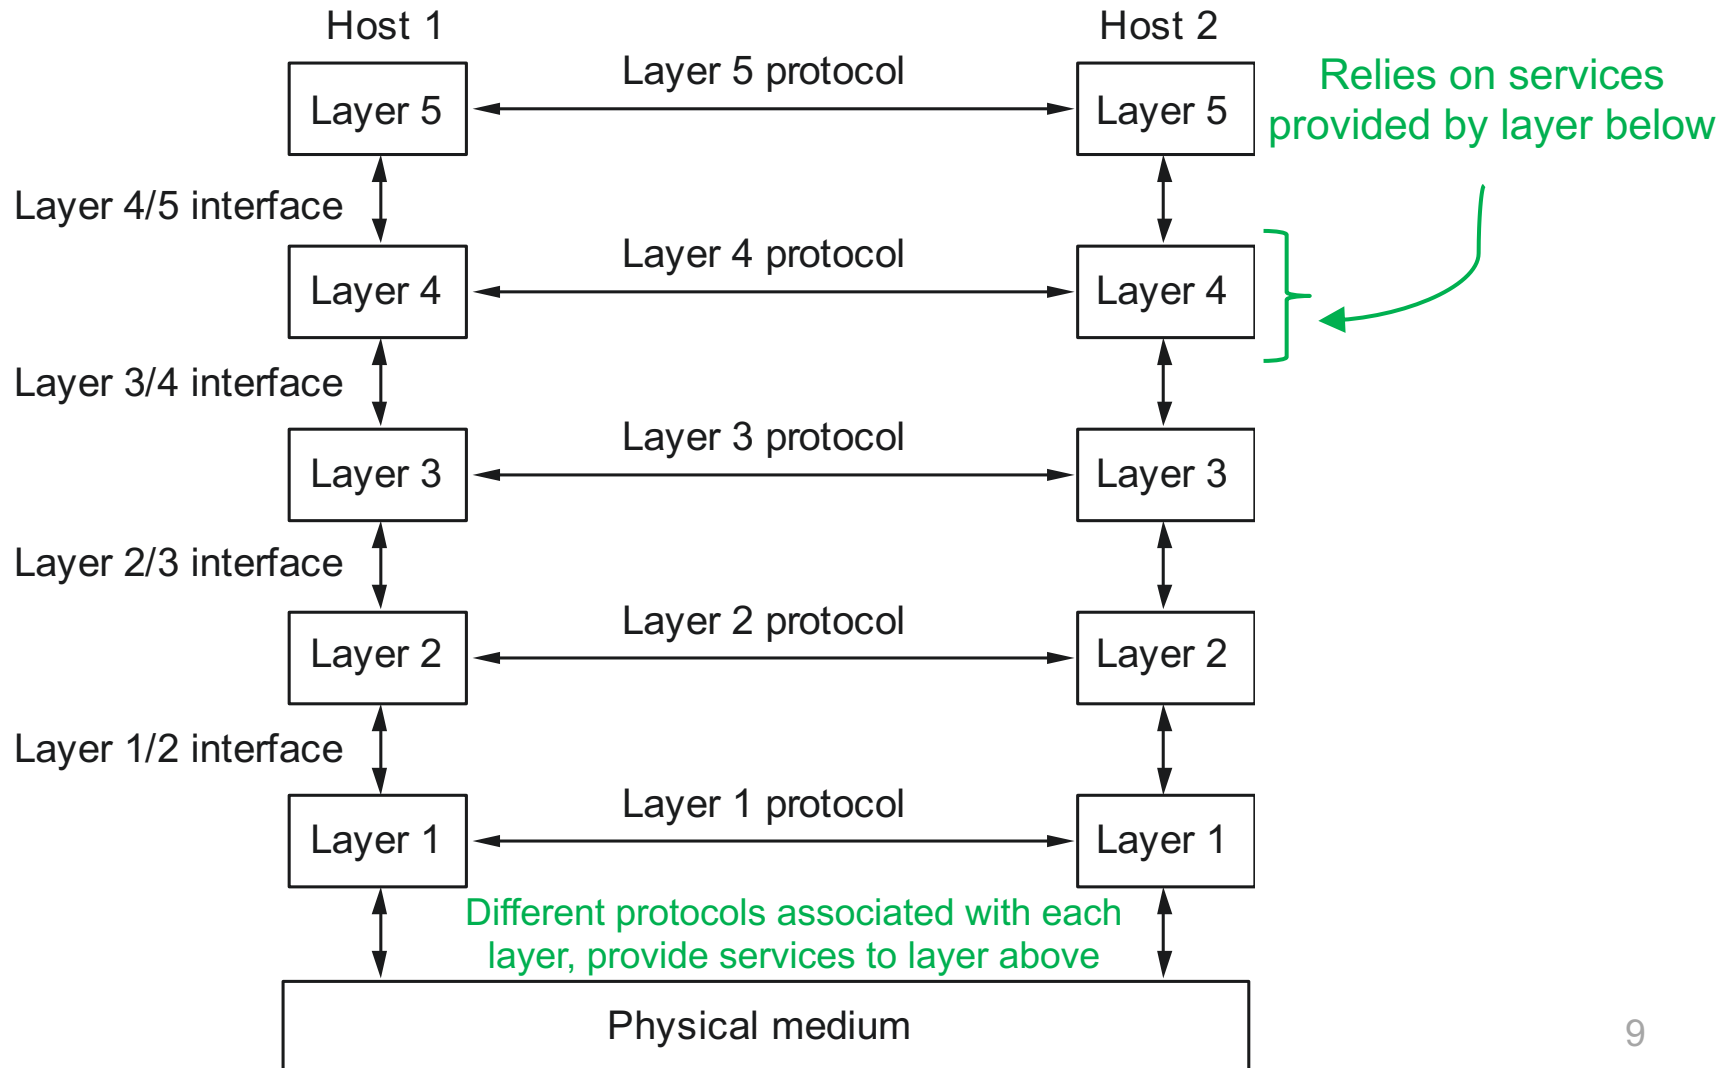 Host 1
Host 2
Layer 5 protocol
Relies on services
provided by layer below
Layer 5
Layer 5
Layer 4/5 interface
Layer 4 protocol
Layer 4
Layer 4
Layer 3/4 interface
Layer 3 protocol
Layer 3
Layer 3
Layer 2/3 interface
Layer 2 protocol
Layer 2
Layer 2
Layer 1/2 interface
Layer 1 protocol
Layer 1
Layer 1
Different protocols associated with each
layer, provide services to layer above
Physical medium
9